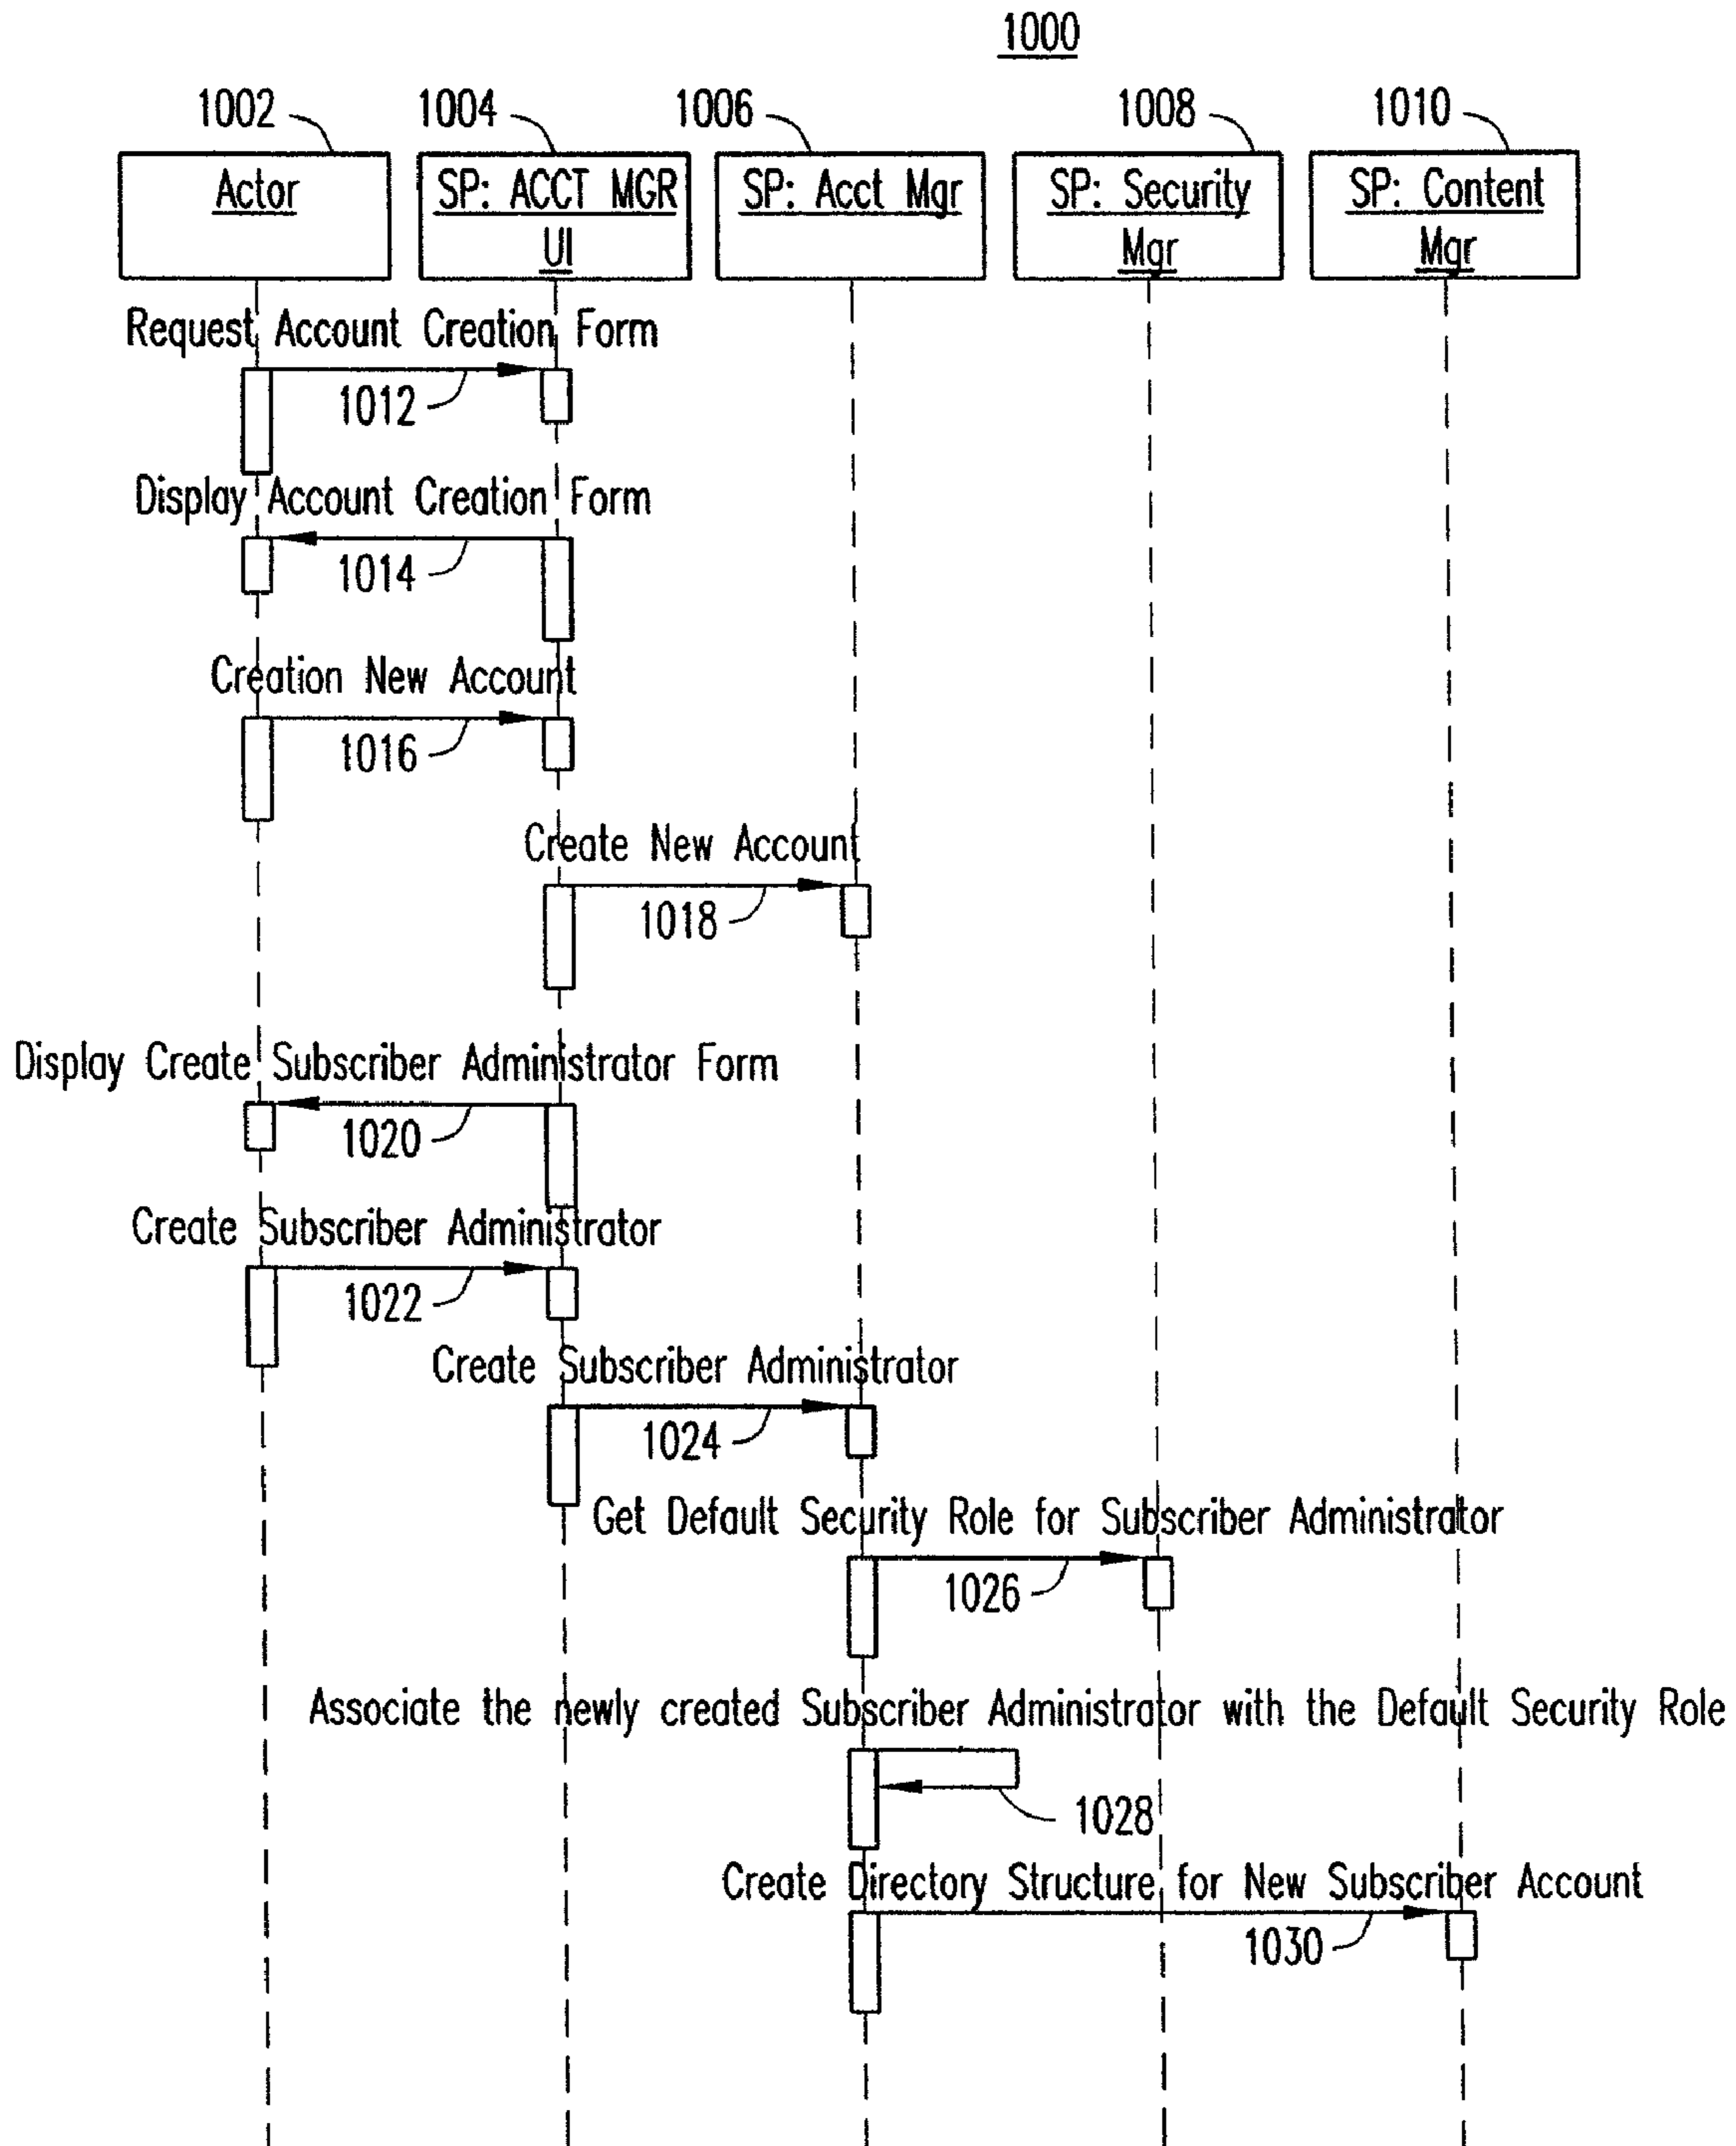 1000
1002
1004
1006
1008
1010
Actor
SP: ACCT MGR
UI
SP: Acct Mgr
SP: Security
Mgr
SP: Content
Mgr
Request Account Creation Form
1012
Display Account Creation Form
1014
Creation New Account
1016
Create New Account
1018
Display Create Subscriber Administrator Form
1020
Create Subscriber Administrator
1022
Create Subscriber Administrator
1024
Get Default Security Role for Subscriber Administrator
1026
Associate the newly created Subscriber Administrator with the Default Security Role
1028
Create Directory Structure for New Subscriber Account
1030